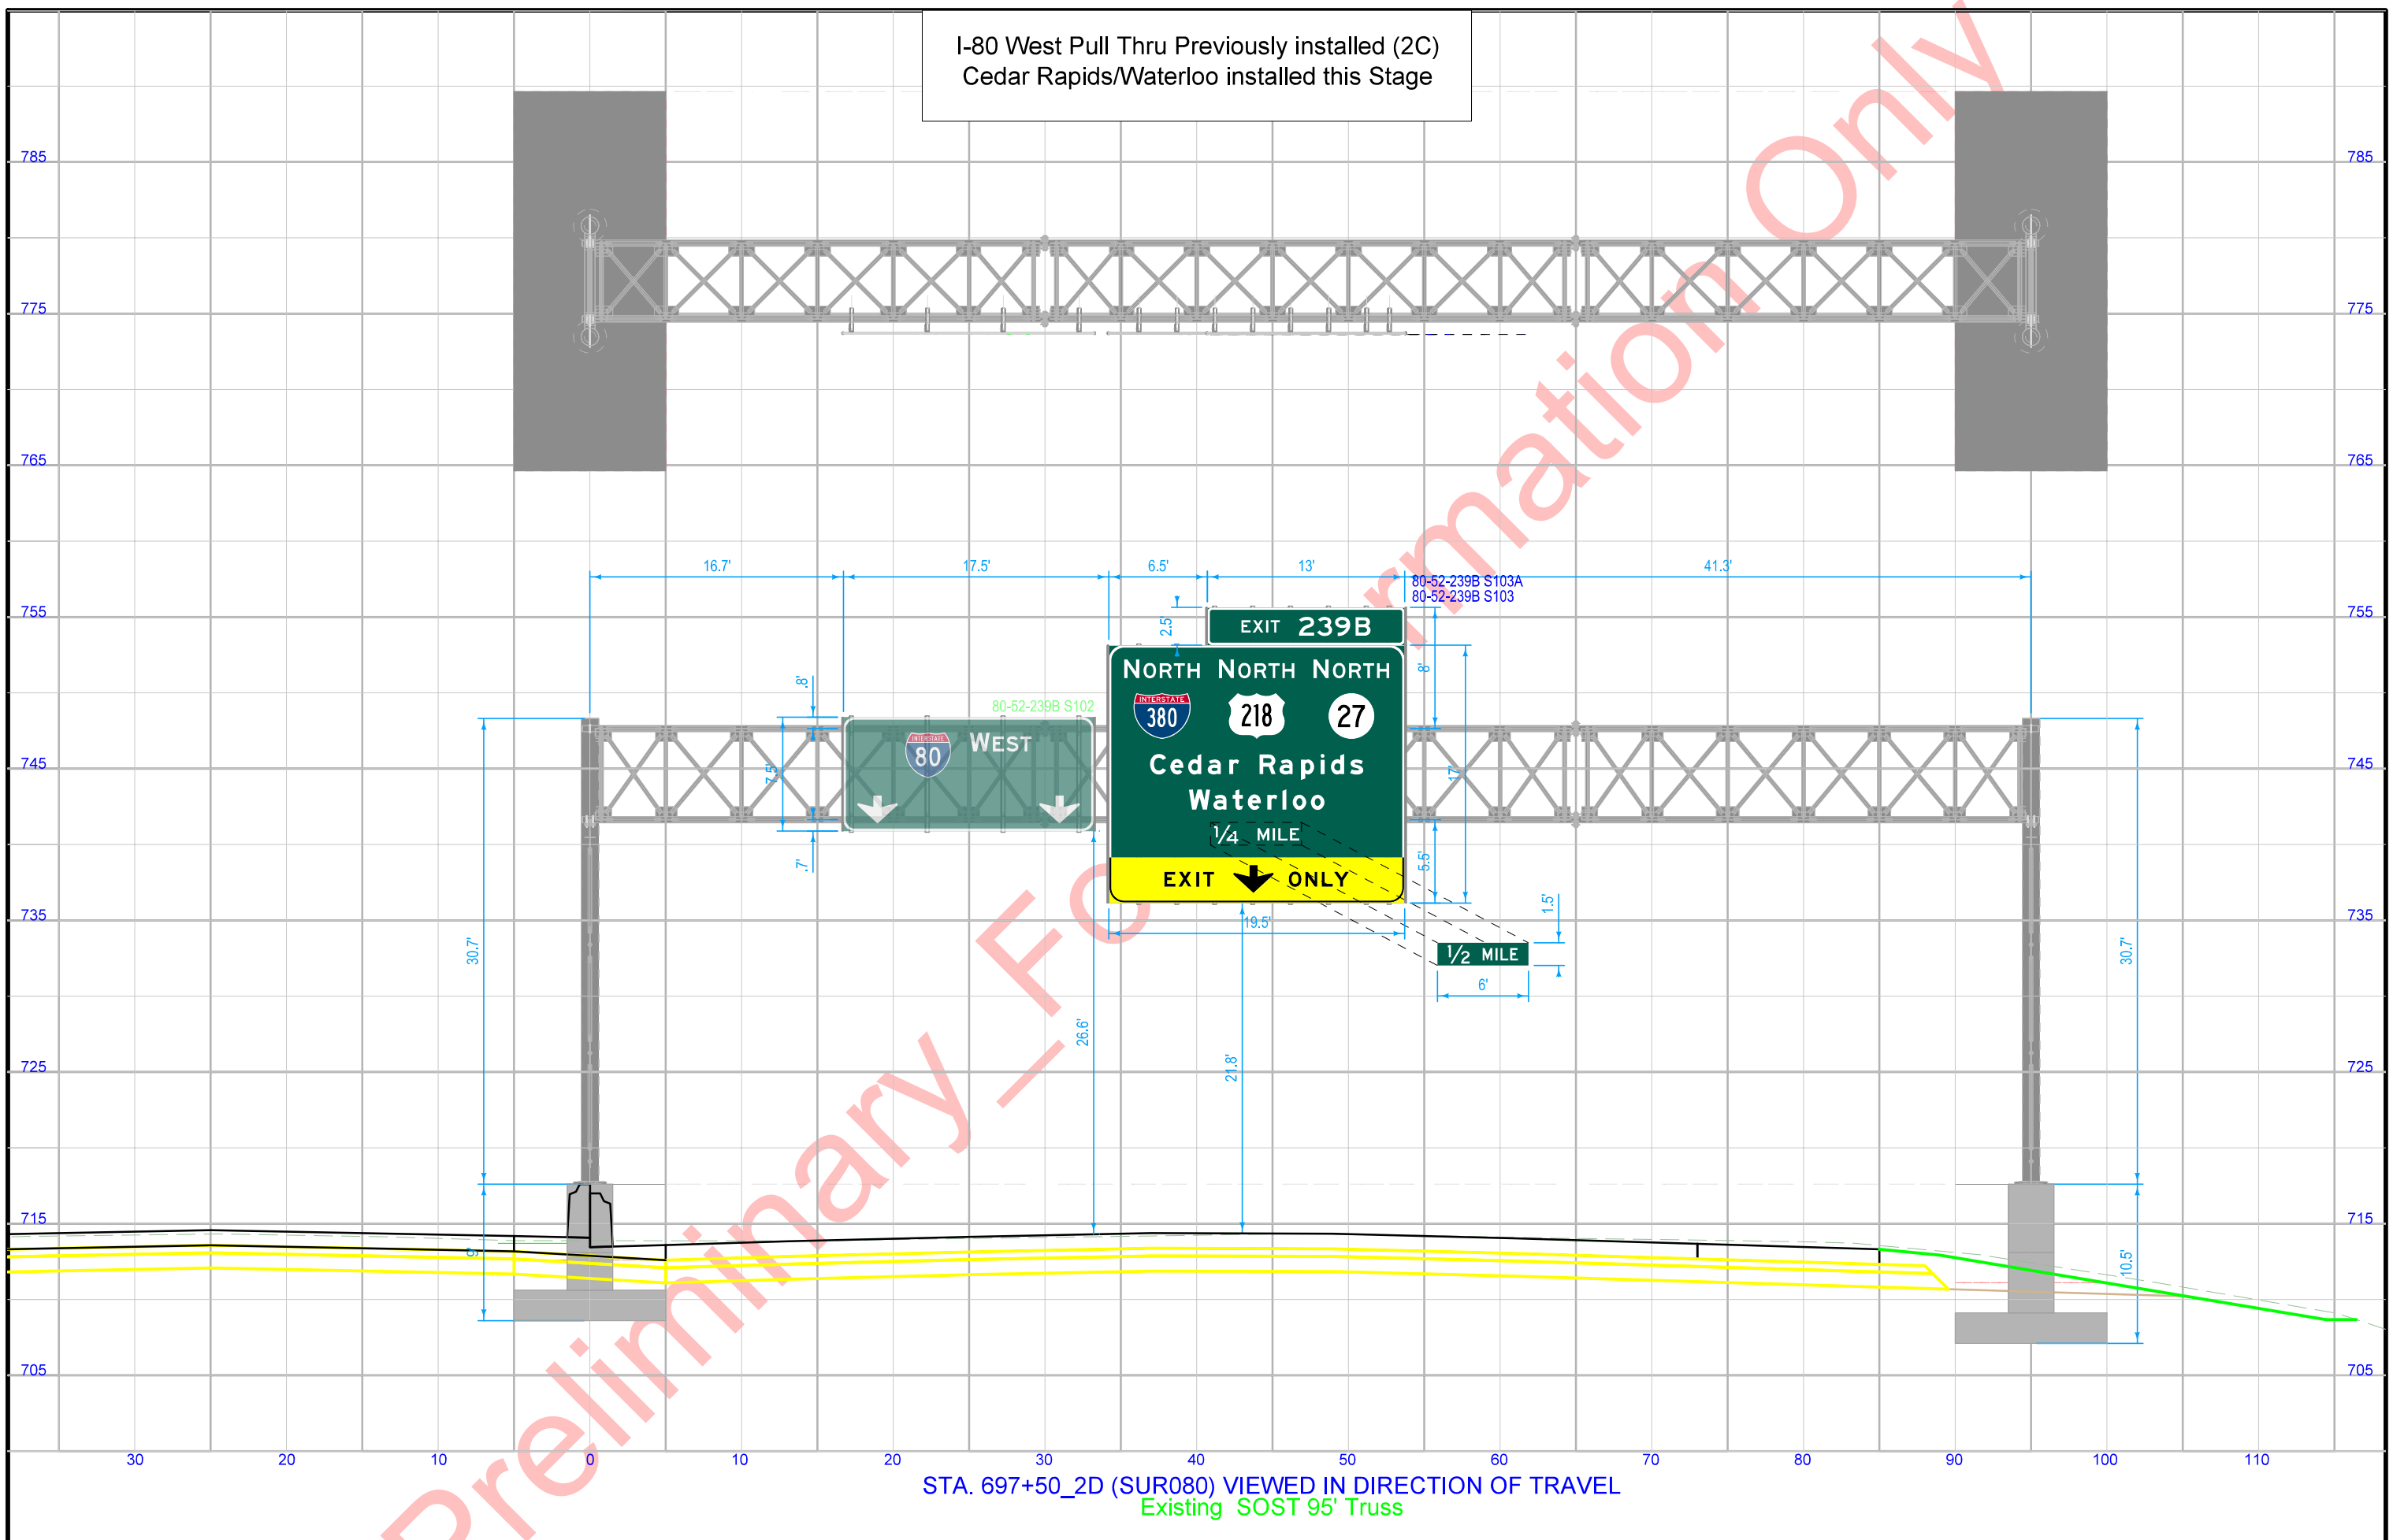 I-80 West Pull Thru Previously installed (2C)
Cedar Rapids/Waterloo installed this Stage
785
785
775
775
765
765
16.7'
17.5'
6.5'
13'
41.3'
80-52-239B S103A
80-52-239B S103
755
755
2.5'
EXIT 239B
8'
NORTH NORTH NORTH
.8'
80-52-239B S102
INTERSTATE
380
218
27
INTERSTATE
80
WEST
745
745
7.5'
17'
Cedar Rapids
Waterloo
1/4 MILE
.7'
5.5'
EXIT ONLY
735
735
19.5'
1.5'
30.7'
30.7'
1/2 MILE
6'
26.6'
21.8'
725
725
715
715
9'
10.5'
705
705
30 20 10 0 10 20 30 40 50 60 70 80 90 100 110
STA. 697+50_2D (SUR080) VIEWED IN DIRECTION OF TRAVEL
Existing SOST 95' Truss